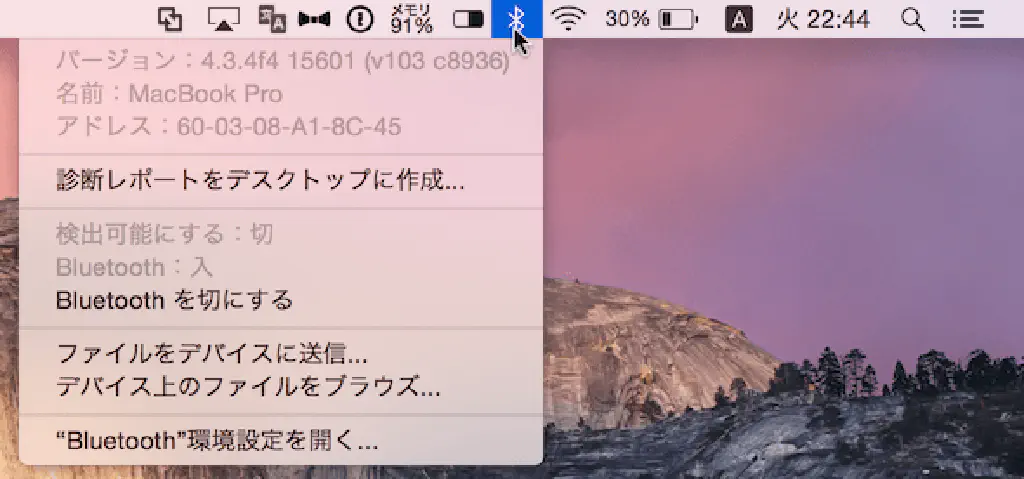 メモリ
91%
30%
A
火 22:44
バージョン：4.3.4f4 15601 (v103 c8936)
名前：MacBook Pro
アドレス：60-03-08-A1-8C-45
診断レポートをデスクトップに作成...
検出可能にする：切
Bluetooth：入
Bluetooth を切にする
ファイルをデバイスに送信...
デバイス上のファイルをブラウズ...
“Bluetooth”環境設定を開く...